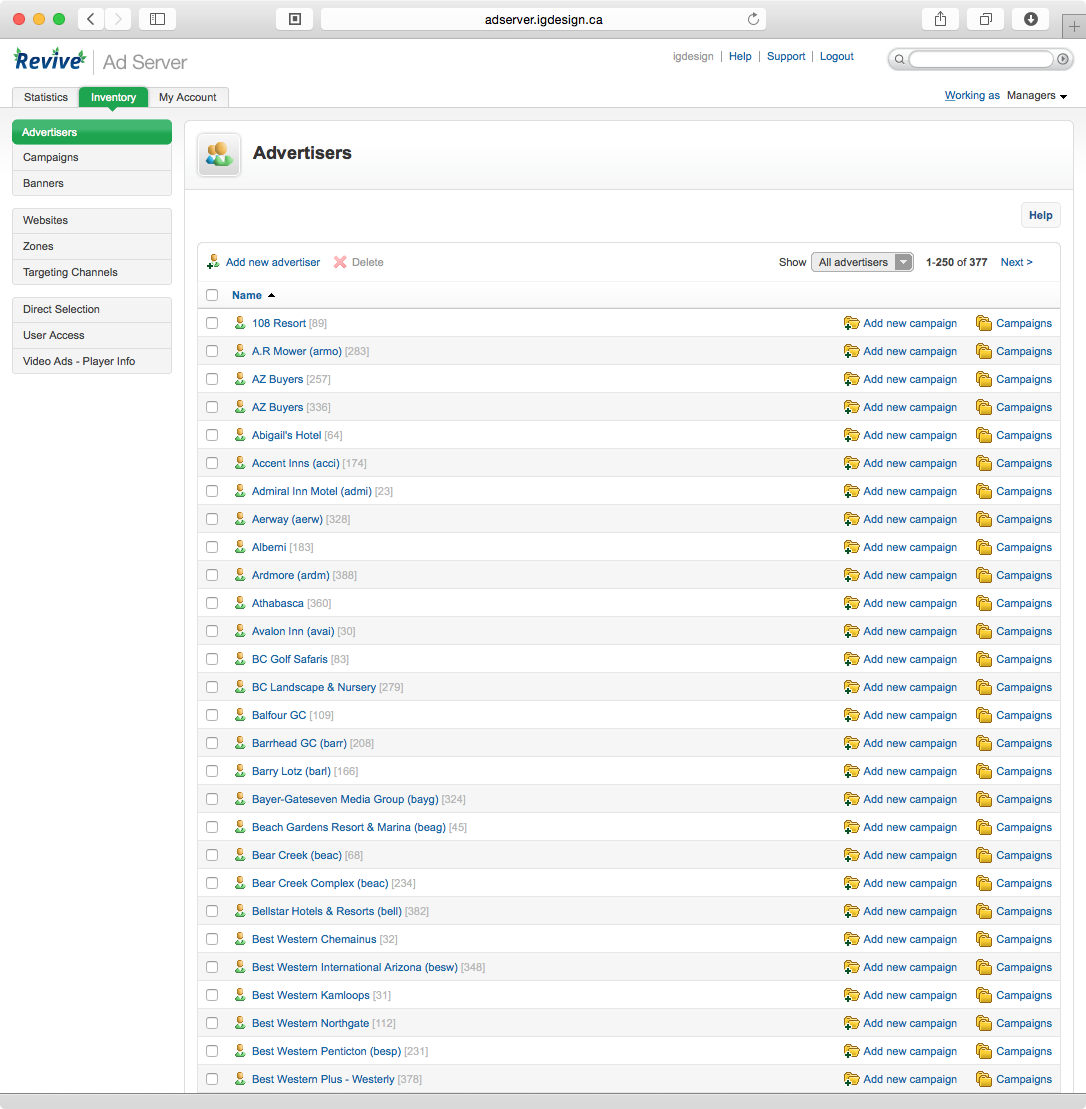 adserver.igdesign.ca
Revive Ad Server
igdesign Help Support Logout
Statistics Inventory My Account
Working as Managers
Advertisers
Campaigns
Banners
Websites
Zones
Targeting Channels
Direct Selection
User Access
Video Ads - Player Info
Advertisers
Help
Add new advertiser Delete Show All advertisers 1-250 of 377 Next >
Name
108 Resort [89] Add new campaign Campaigns
A.R Mower (armo) [283] Add new campaign Campaigns
AZ Buyers [257] Add new campaign Campaigns
AZ Buyers [336] Add new campaign Campaigns
Abigail's Hotel [64] Add new campaign Campaigns
Accent Inns (acci) [174] Add new campaign Campaigns
Admiral Inn Motel (admi) [23] Add new campaign Campaigns
Aerway (aerw) [328] Add new campaign Campaigns
Alberni [183] Add new campaign Campaigns
Ardmore (ardm) [388] Add new campaign Campaigns
Athabasca [360] Add new campaign Campaigns
Avalon Inn (avai) [30] Add new campaign Campaigns
BC Golf Safaris [83] Add new campaign Campaigns
BC Landscape & Nursery [279] Add new campaign Campaigns
Balfour GC [109] Add new campaign Campaigns
Barrhead GC (barr) [208] Add new campaign Campaigns
Barry Lotz (barl) [166] Add new campaign Campaigns
Bayer-Gateseven Media Group (bayg) [324] Add new campaign Campaigns
Beach Gardens Resort & Marina (beag) [45] Add new campaign Campaigns
Bear Creek (beac) [68] Add new campaign Campaigns
Bear Creek Complex (beac) [234] Add new campaign Campaigns
Bellstar Hotels & Resorts (bell) [382] Add new campaign Campaigns
Best Western Chemainus [32] Add new campaign Campaigns
Best Western International Arizona (besw) [348] Add new campaign Campaigns
Best Western Kamloops [31] Add new campaign Campaigns
Best Western Northgate [112] Add new campaign Campaigns
Best Western Penticton (besp) [231] Add new campaign Campaigns
Best Western Plus - Westerly [378] Add new campaign Campaigns